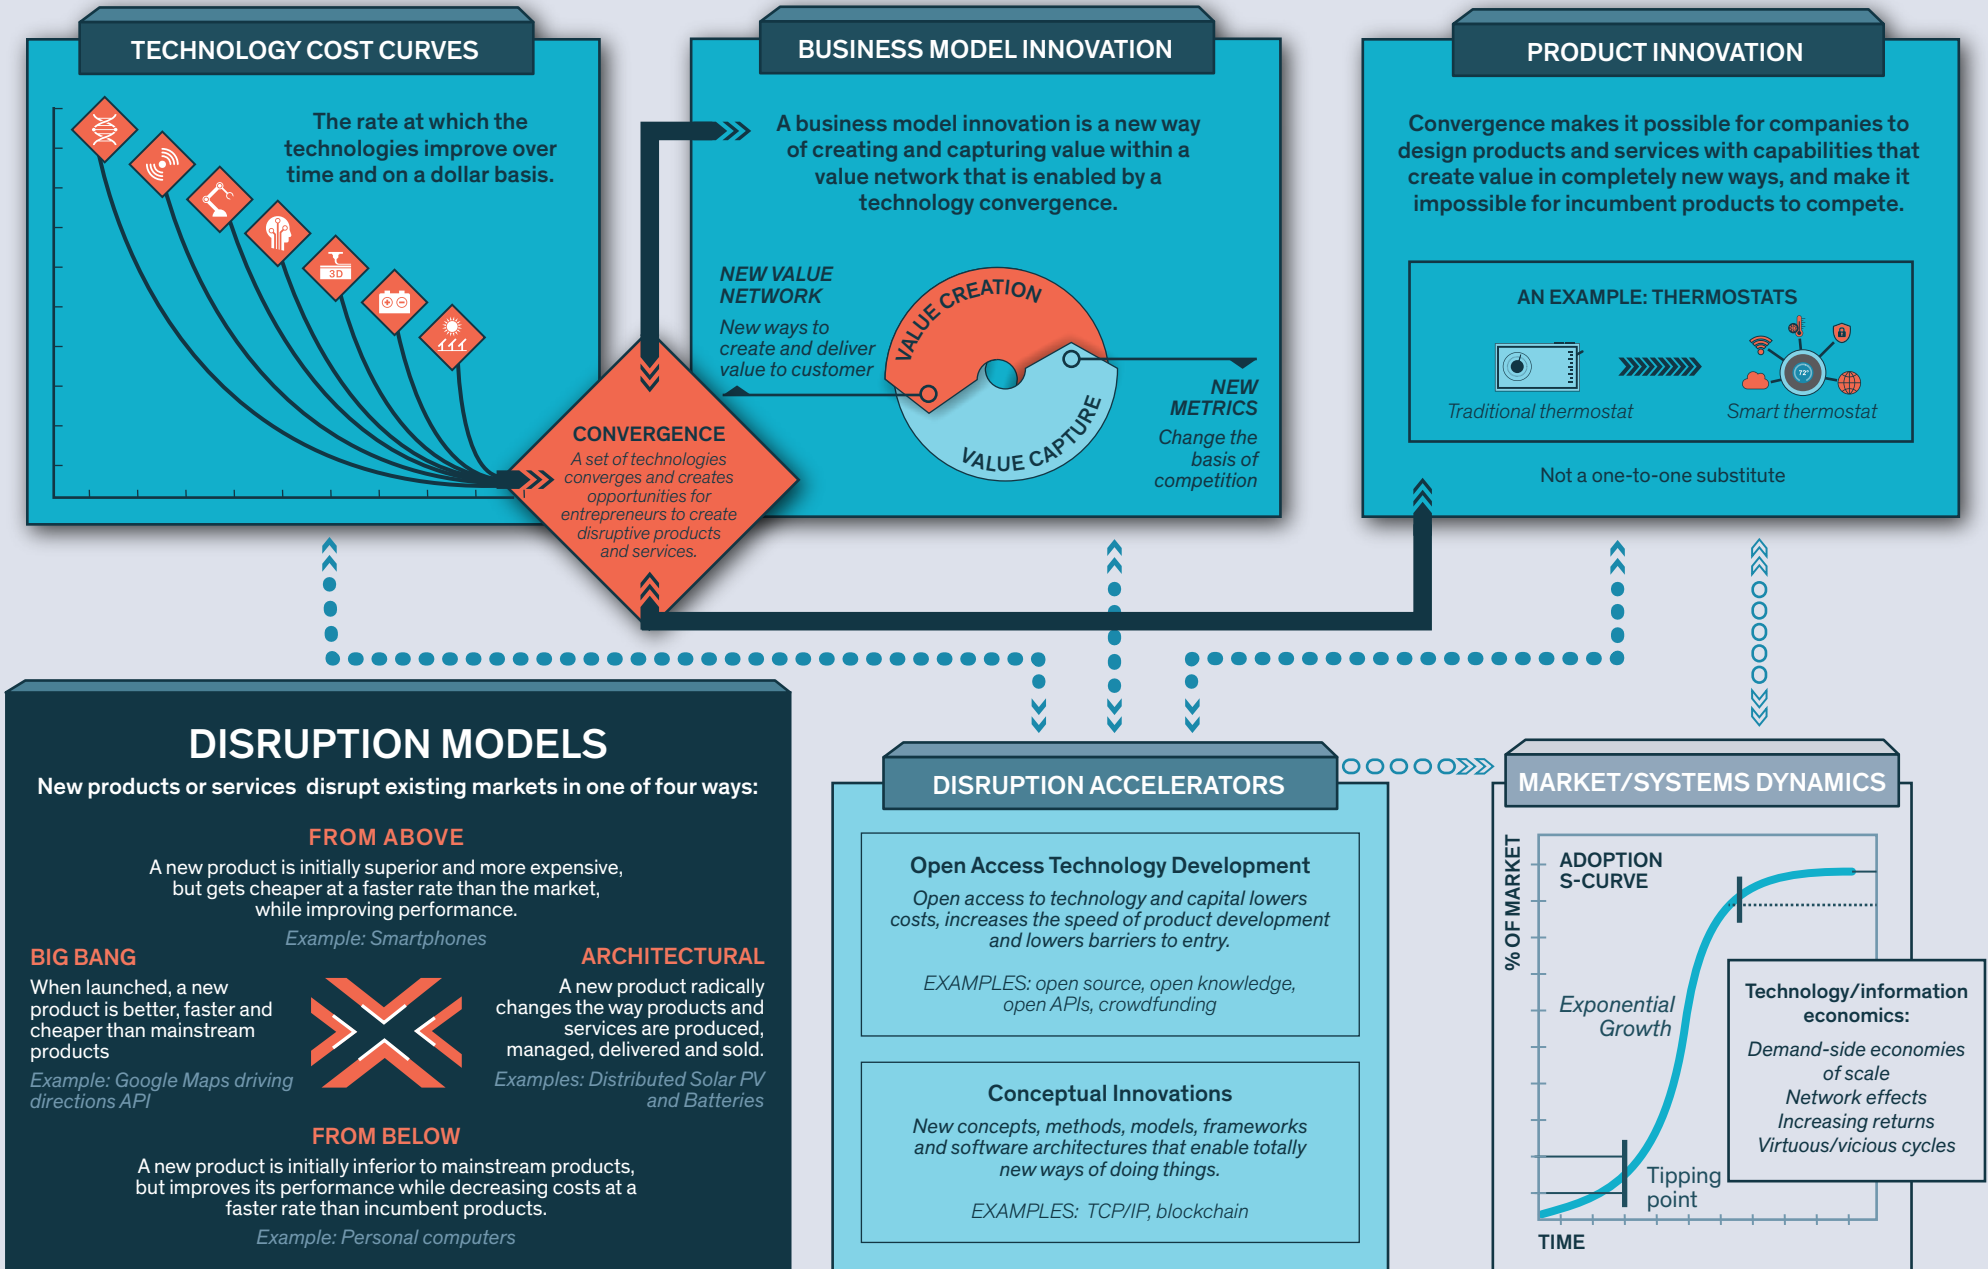 TECHNOLOGY COST CURVES
The rate at which the
technologies improve over
time and on a dollar basis.
3D
CONVERGENCE
A set of technologies
converges and creates
opportunities for
entrepreneurs to create
disruptive products
and services.
BUSINESS MODEL INNOVATION
A business model innovation is a new way
of creating and capturing value within a
value network that is enabled by a
technology convergence.
NEW VALUE
NETWORK
New ways to
create and deliver
value to customer
VALUE CREATION
VALUE CAPTURE
NEW
METRICS
Change the
basis of
competition
PRODUCT INNOVATION
Convergence makes it possible for companies to
design products and services with capabilities that
create value in completely new ways, and make it
impossible for incumbent products to compete.
AN EXAMPLE: THERMOSTATS
72°
Traditional thermostat
Smart thermostat
Not a one-to-one substitute
DISRUPTION MODELS
New products or services disrupt existing markets in one of four ways:
FROM ABOVE
A new product is initially superior and more expensive,
but gets cheaper at a faster rate than the market,
while improving performance.
Example: Smartphones
BIG BANG
When launched, a new
product is better, faster and
cheaper than mainstream
products
Example: Google Maps driving
directions API
ARCHITECTURAL
A new product radically
changes the way products and
services are produced,
managed, delivered and sold.
Examples: Distributed Solar PV
and Batteries
FROM BELOW
A new product is initially inferior to mainstream products,
but improves its performance while decreasing costs at a
faster rate than incumbent products.
Example: Personal computers
DISRUPTION ACCELERATORS
Open Access Technology Development
Open access to technology and capital lowers
costs, increases the speed of product development
and lowers barriers to entry.
EXAMPLES: open source, open knowledge,
open APIs, crowdfunding
Conceptual Innovations
New concepts, methods, models, frameworks
and software architectures that enable totally
new ways of doing things.
EXAMPLES: TCP/IP, blockchain
MARKET/SYSTEMS DYNAMICS
% OF MARKET
ADOPTION
S-CURVE
Exponential
Growth
Tipping
point
TIME
Technology/information
economics:
Demand-side economies
of scale
Network effects
Increasing returns
Virtuous/vicious cycles